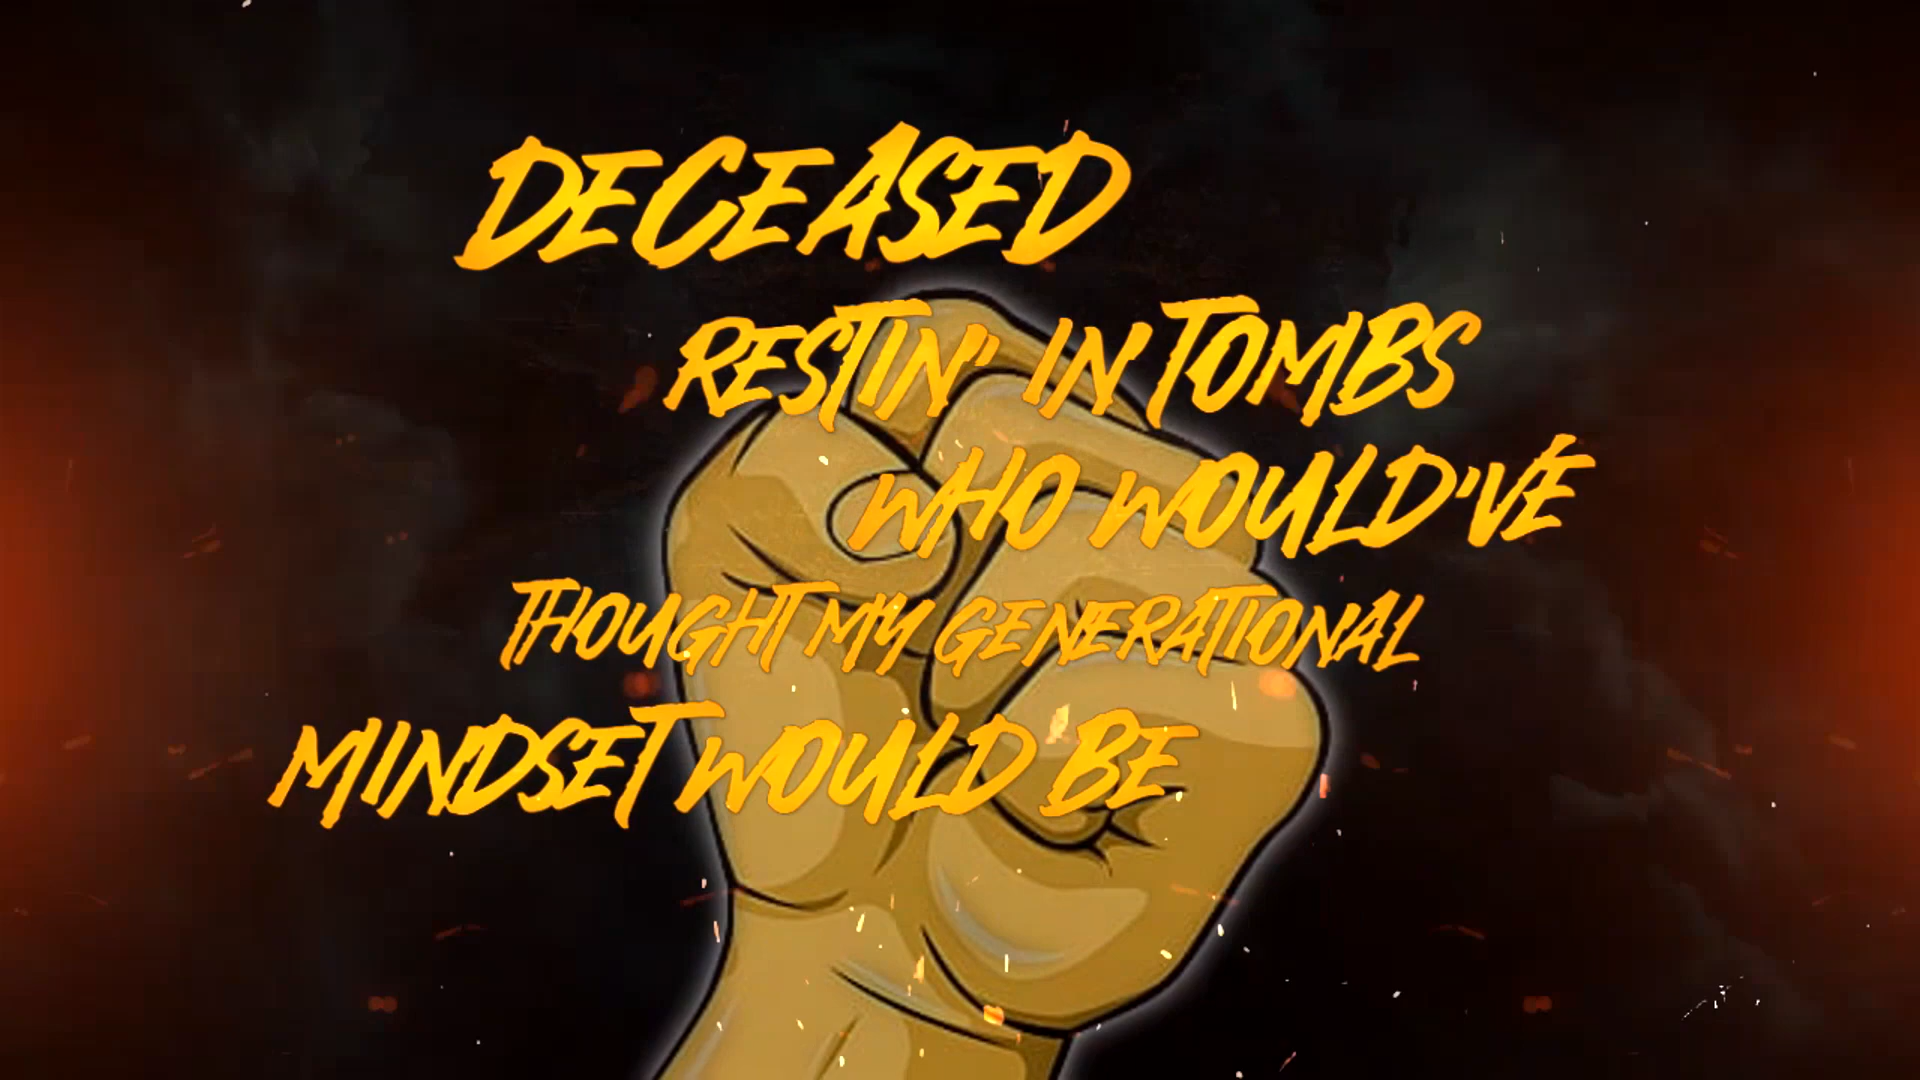 DECEASED
RESTIN' IN TOMBS
WHO WOULD'VE
THOUGHT MY GENERATIONAL
MINDSET WOULD BE